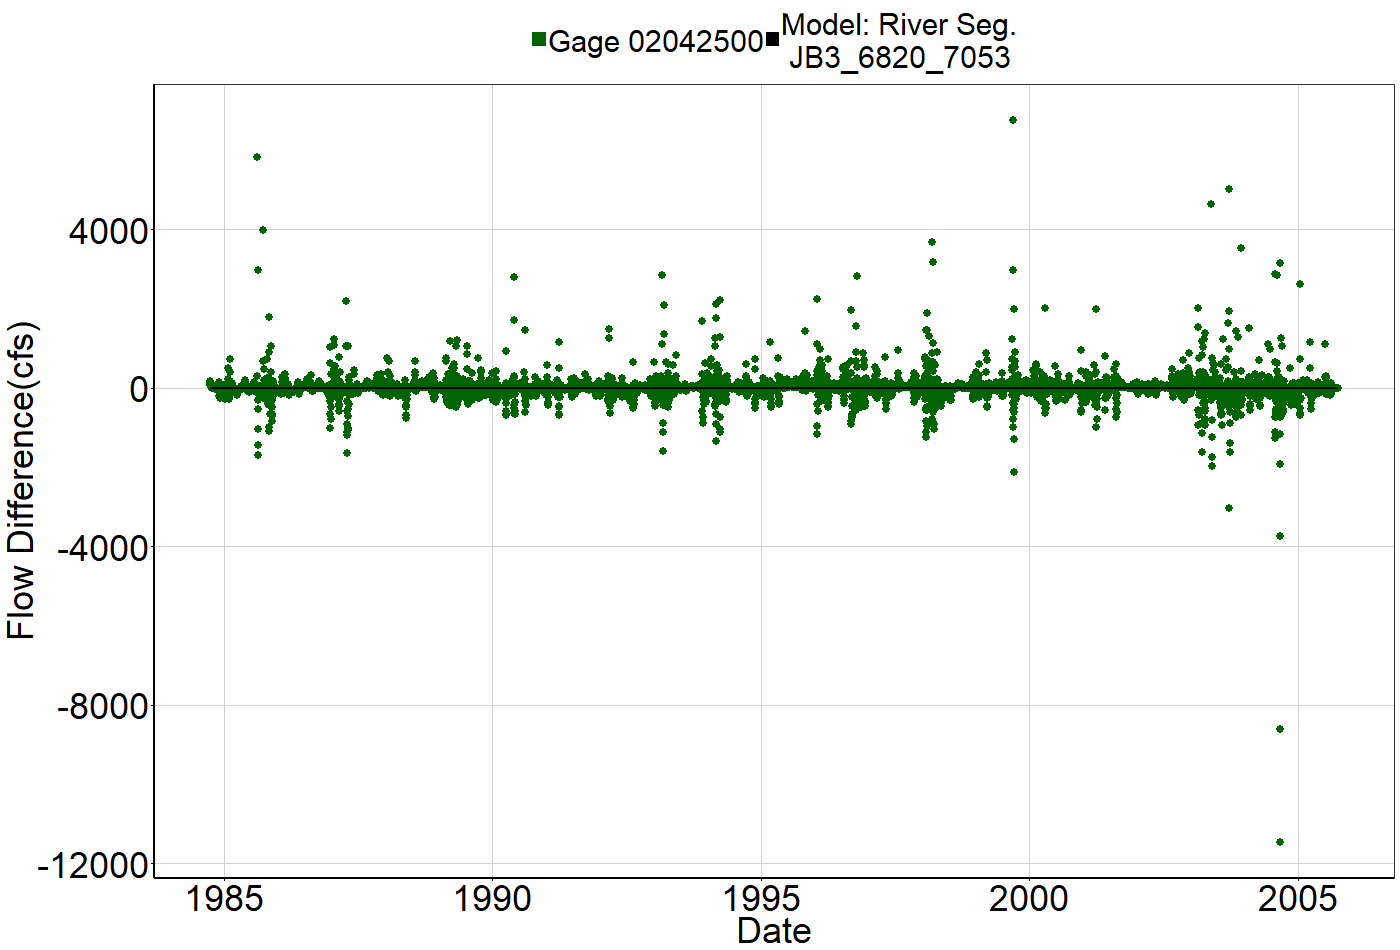 Gage 02042500
Model: River Seg.
JB3_6820_7053
Flow Difference(cfs)
4000
0
-4000
-8000
-12000
1985 1990 1995 2000 2005
Date